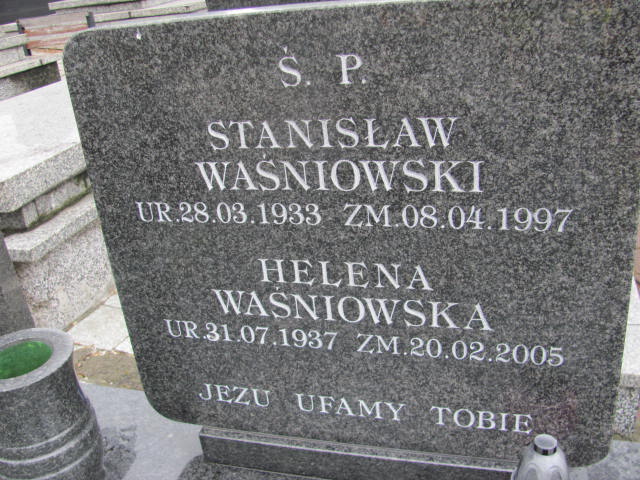 Ś. P.
STANISŁAW
WAŚNIOWSKI
UR.28.03.1933 ZM.08.04.1997
HELENA
WAŚNIOWSKA
UR.31.07.1937 ZM.20.02.2005
JEZU UFAMY TOBIE